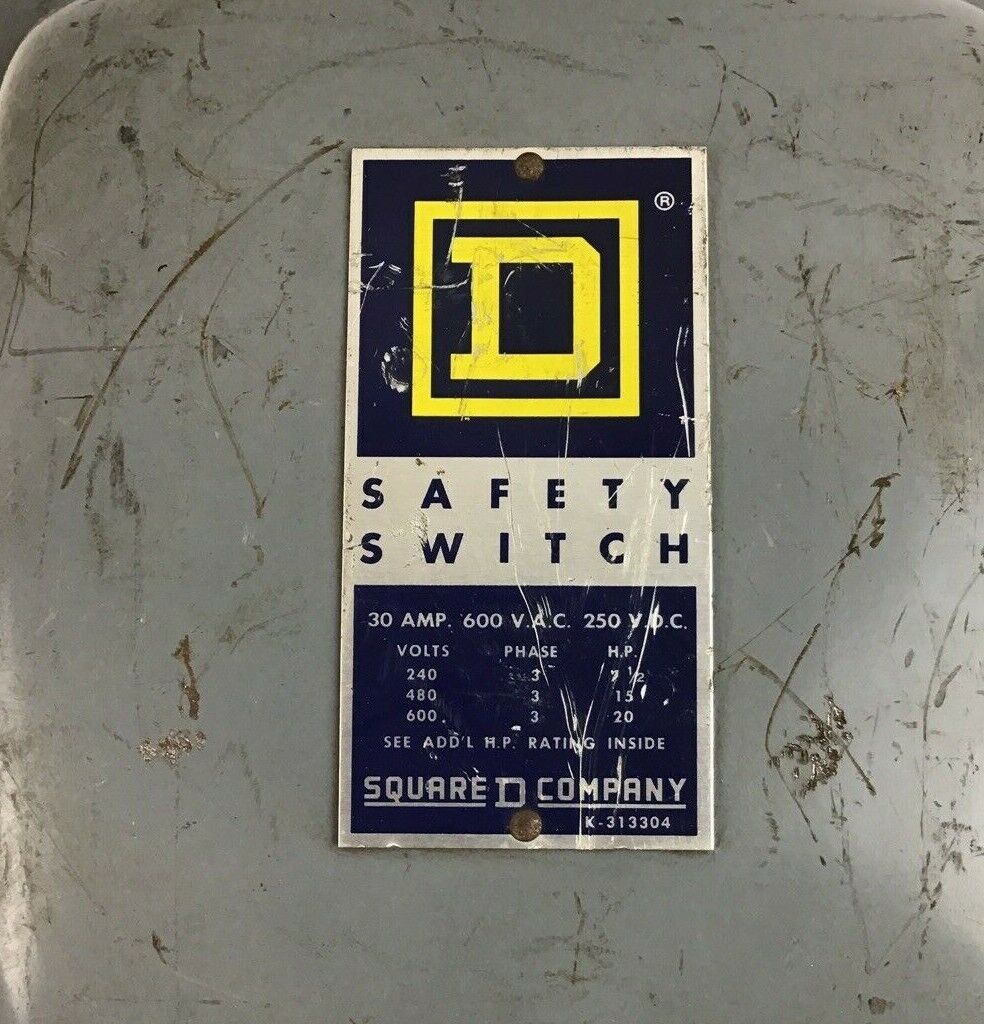 D ®
SAFETY
SWITCH
30 AMP. 600 V.A.C. 250 V.D.C.
VOLTS PHASE H.P.
240 3 7 ½
480 3 15
600 3 20
SEE ADD'L H.P. RATING INSIDE
SQUARE D COMPANY
K-313304